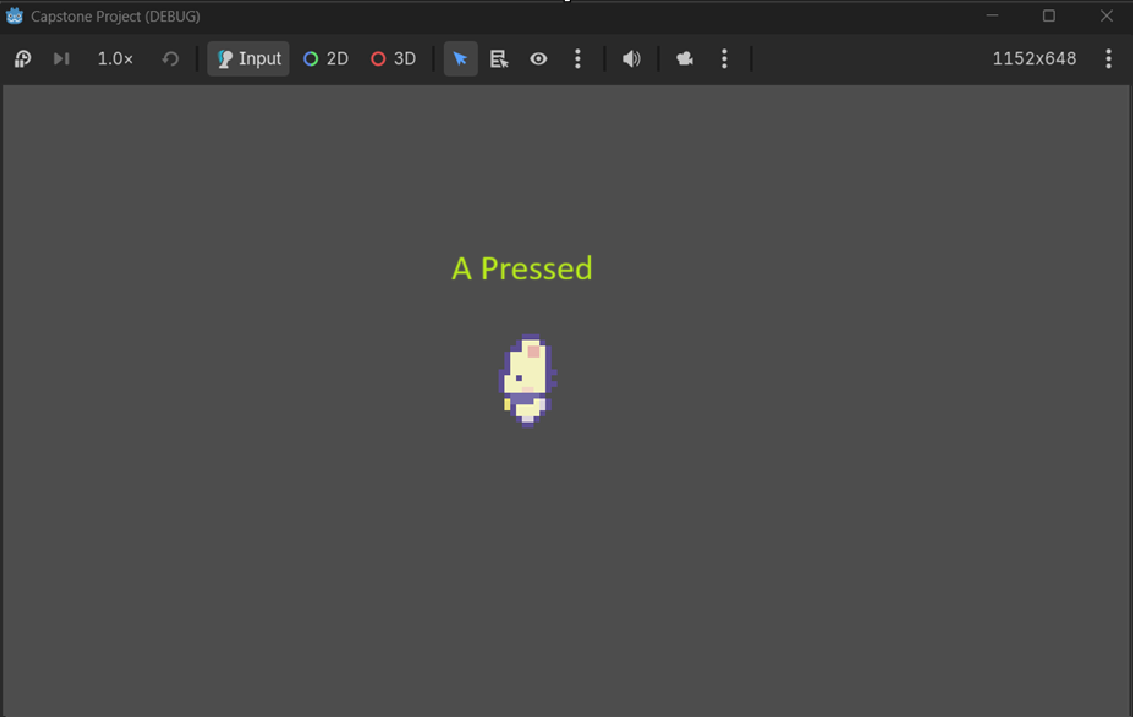 Capstone Project (DEBUG)
1.0× Input 2D 3D 1152x648
A Pressed